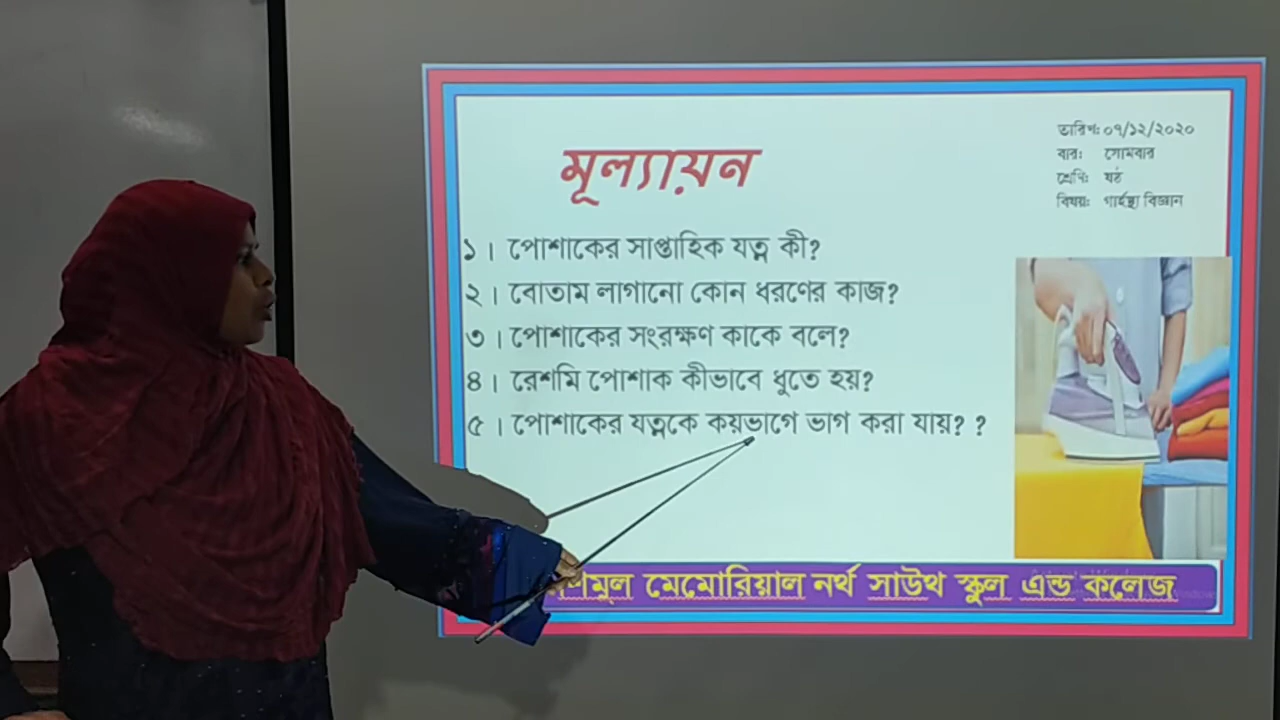 মূল্যায়ন
তারিখ: ০৭/১২/২০২০
বার: সোমবার
শ্রেণি: ষষ্ঠ
বিষয়: গার্হস্থ্য বিজ্ঞান
১। পোশাকের সাপ্তাহিক যত্ন কী?
২। বোতাম লাগানো কোন ধরণের কাজ?
৩। পোশাকের সংরক্ষণ কাকে বলে?
৪। রেশমি পোশাক কীভাবে ধুতে হয়?
৫। পোশাকের যত্নকে কয়ভাগে ভাগ করা যায়? ?
মেমোরিয়াল নর্থ সাউথ স্কুল এন্ড কলেজ